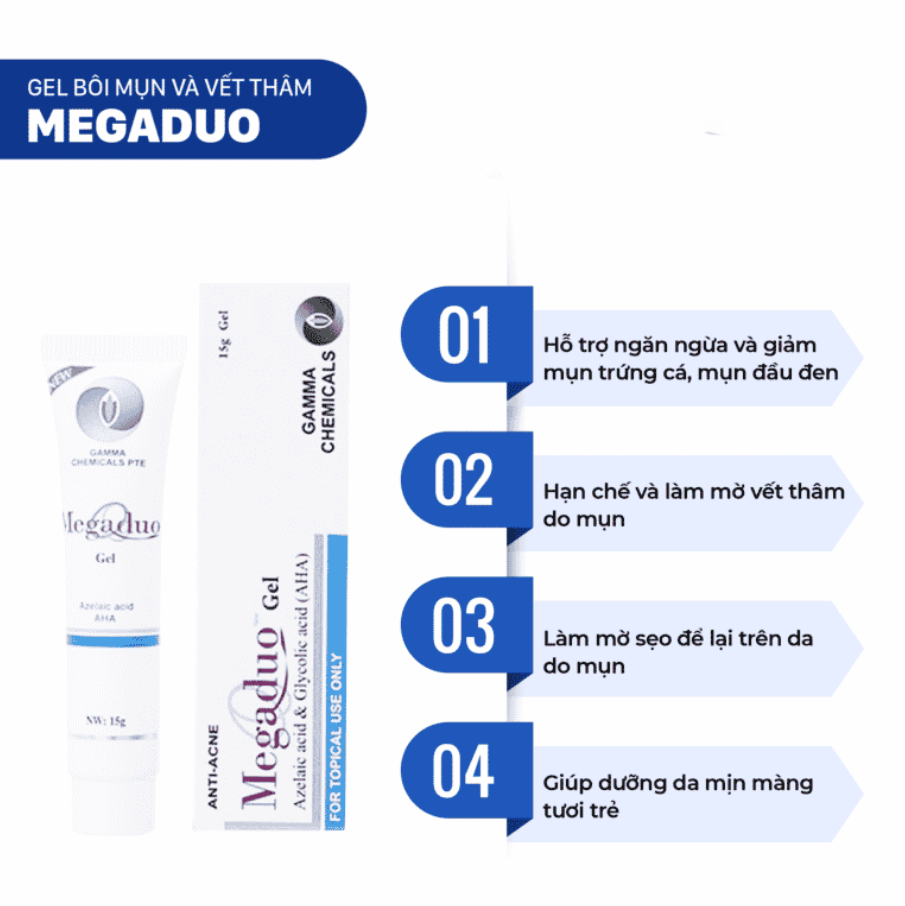 GEL BÔI MỤN VÀ VẾT THÂM
MEGADUO
NEW
GAMMA
CHEMICALS PTE
Megaduo
Gel
Azelaic acid
AHA
NW: 15g
15g Gel
GAMMA
CHEMICALS
ANTI-ACNE
Megaduo™ Gel
Azelaic acid & Glycolic acid (AHA)
FOR TOPICAL USE ONLY
01
Hỗ trợ ngăn ngừa và giảm
mụn trứng cá, mụn đầu đen
02
Hạn chế và làm mờ vết thâm
do mụn
03
Làm mờ sẹo để lại trên da
do mụn
04
Giúp dưỡng da mịn màng
tươi trẻ